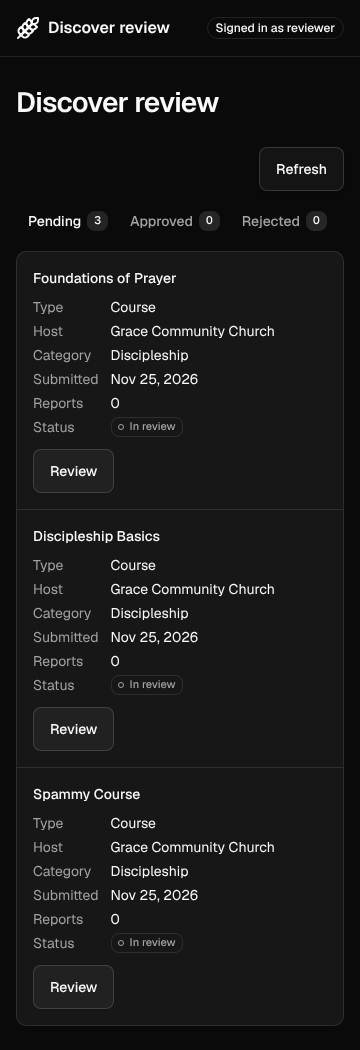 Discover review
Signed in as reviewer
Discover review
Refresh
Pending 3 Approved 0 Rejected 0
Foundations of Prayer
Type Course
Host Grace Community Church
Category Discipleship
Submitted Nov 25, 2026
Reports 0
Status In review
Review
Discipleship Basics
Type Course
Host Grace Community Church
Category Discipleship
Submitted Nov 25, 2026
Reports 0
Status In review
Review
Spammy Course
Type Course
Host Grace Community Church
Category Discipleship
Submitted Nov 25, 2026
Reports 0
Status In review
Review